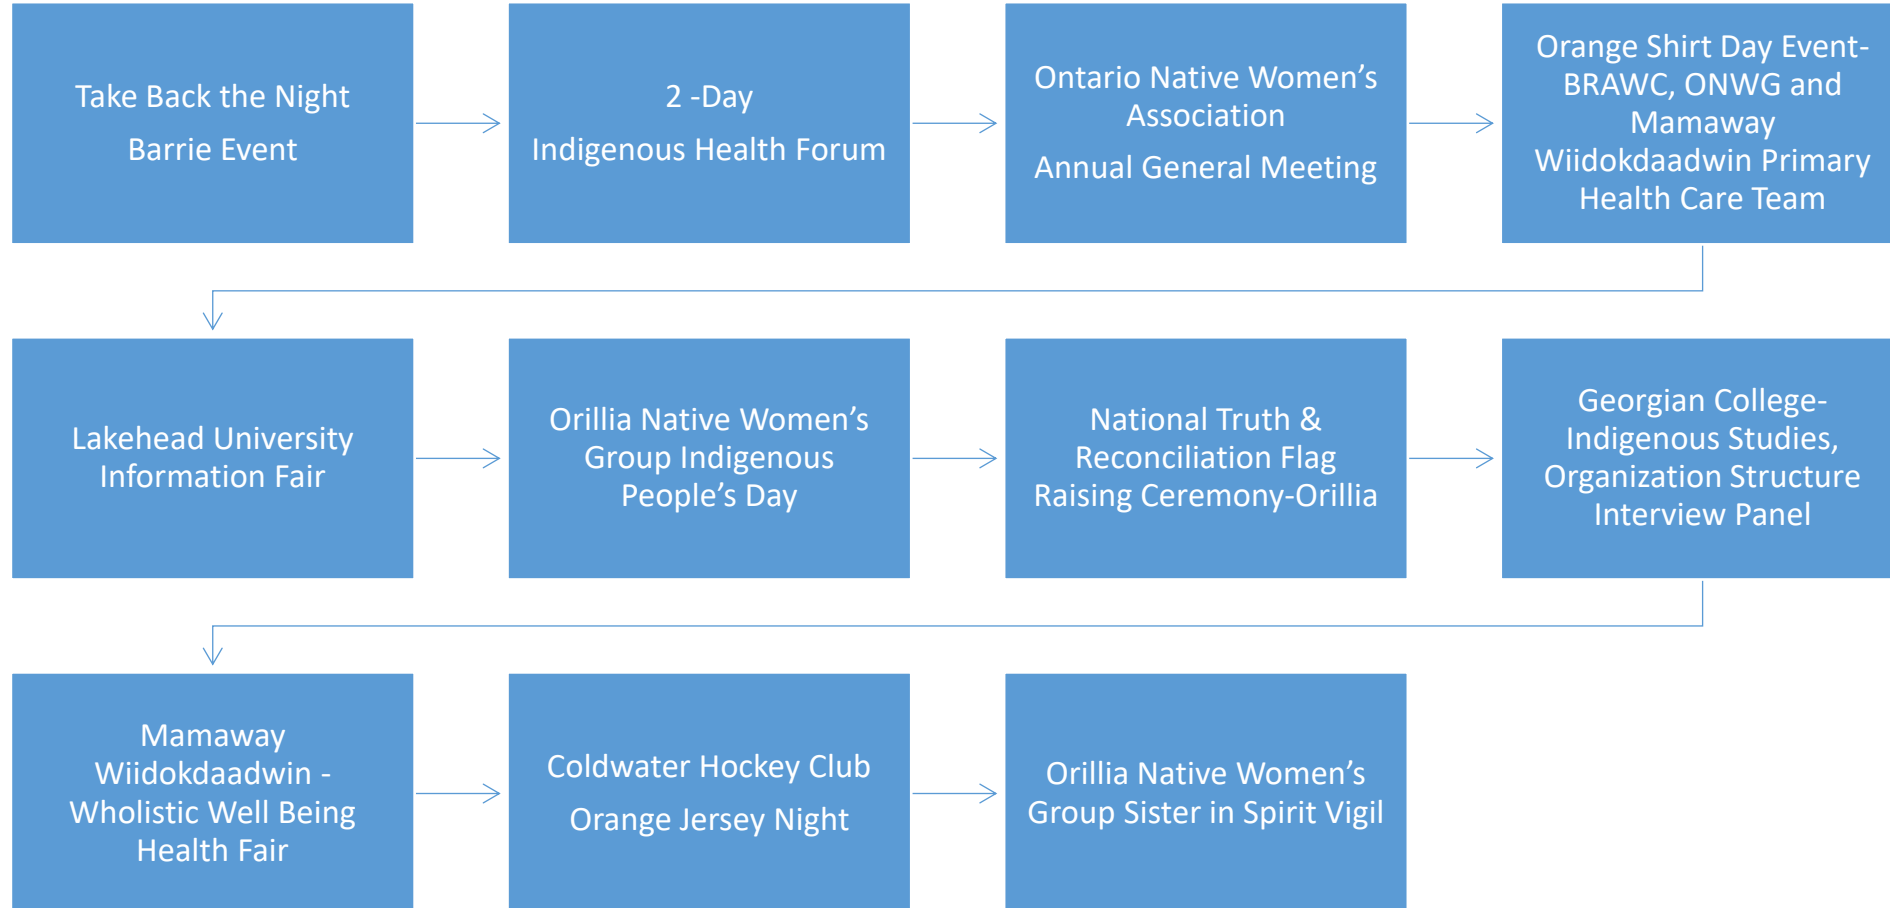 Take Back the Night
Barrie Event
2 -Day
Indigenous Health Forum
Ontario Native Women’s
Association
Annual General Meeting
Orange Shirt Day Event-
BRAWC, ONWG and
Mamaway
Wiidokdaadwin Primary
Health Care Team
Lakehead University
Information Fair
Orillia Native Women’s
Group Indigenous
People’s Day
National Truth &
Reconciliation Flag
Raising Ceremony-Orillia
Georgian College-
Indigenous Studies,
Organization Structure
Interview Panel
Mamaway
Wiidokdaadwin -
Wholistic Well Being
Health Fair
Coldwater Hockey Club
Orange Jersey Night
Orillia Native Women’s
Group Sister in Spirit Vigil